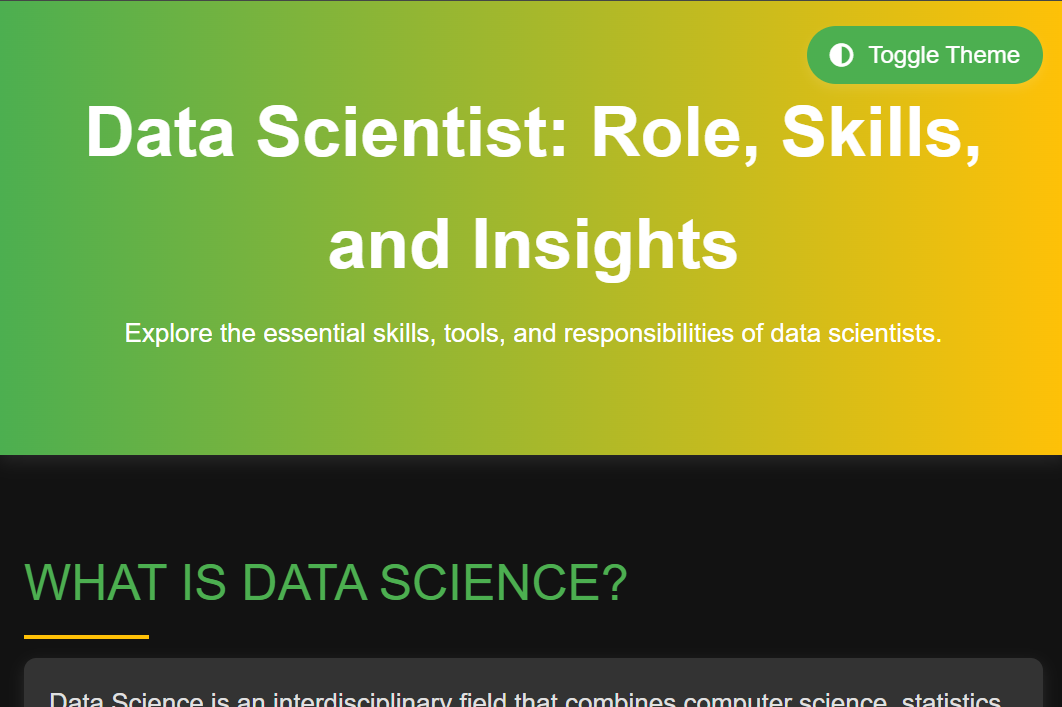 Toggle Theme
Data Scientist: Role, Skills,
and Insights
Explore the essential skills, tools, and responsibilities of data scientists.
WHAT IS DATA SCIENCE?
Data Science is an interdisciplinary field that combines computer science, statistics,